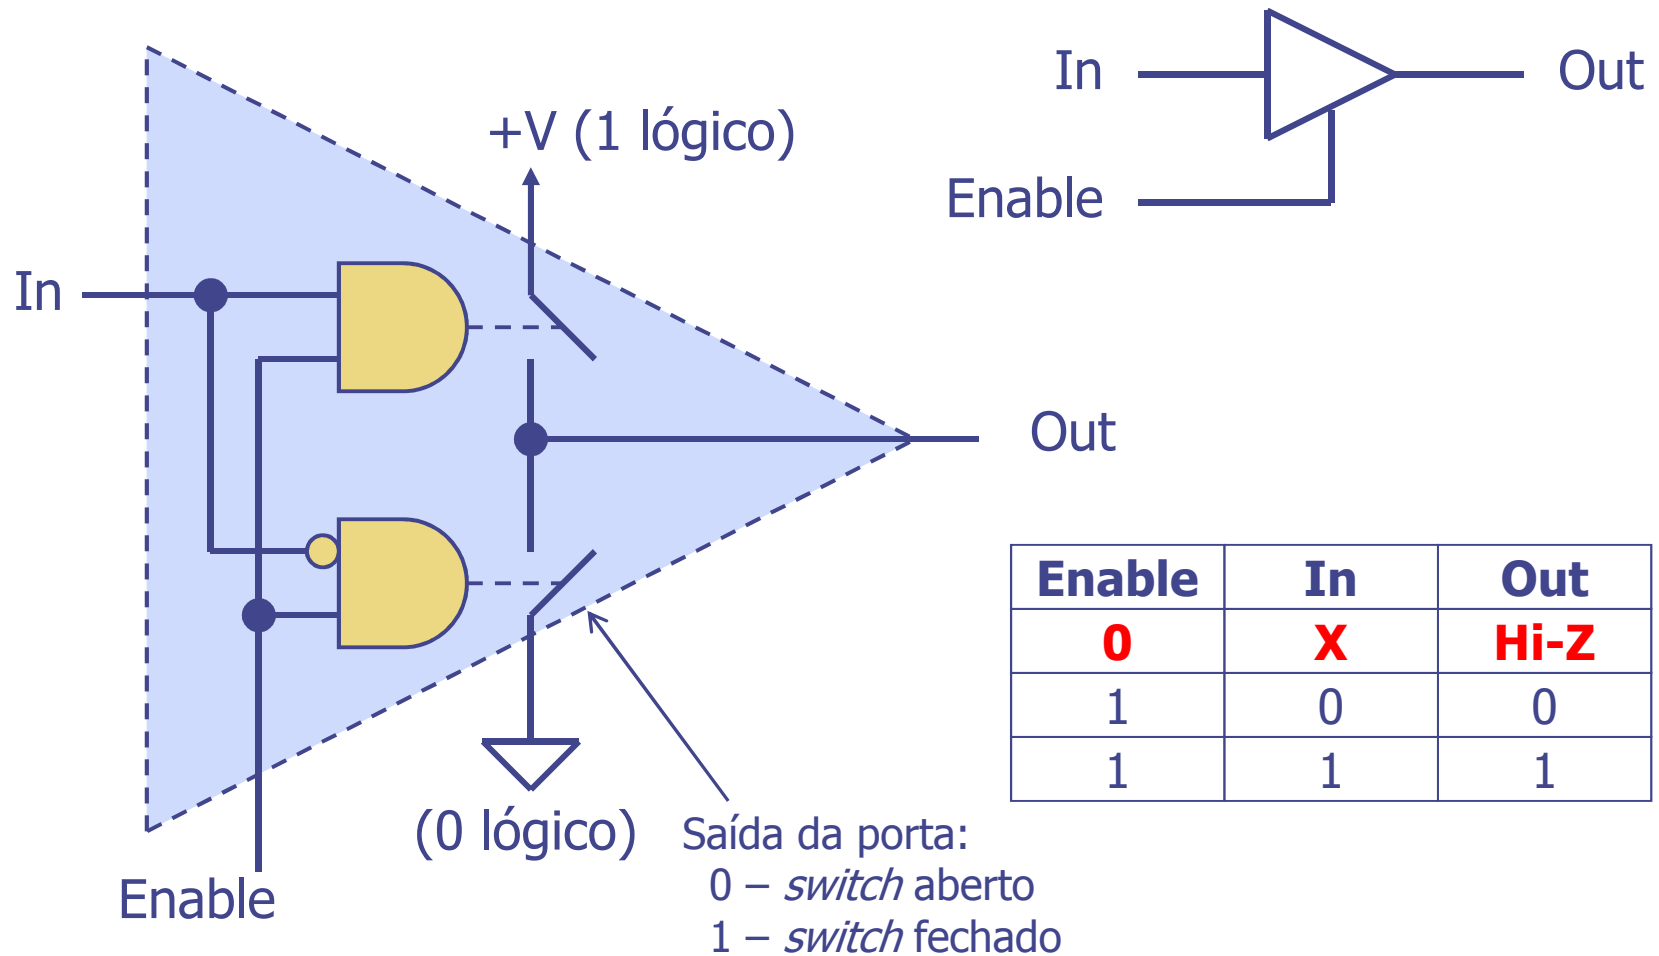 In
Out
Enable
+V (1 lógico)
In
Out
Enable
(0 lógico)
Saída da porta:
0 – switch aberto
1 – switch fechado
Enable In Out
0 X Hi-Z
1 0 0
1 1 1